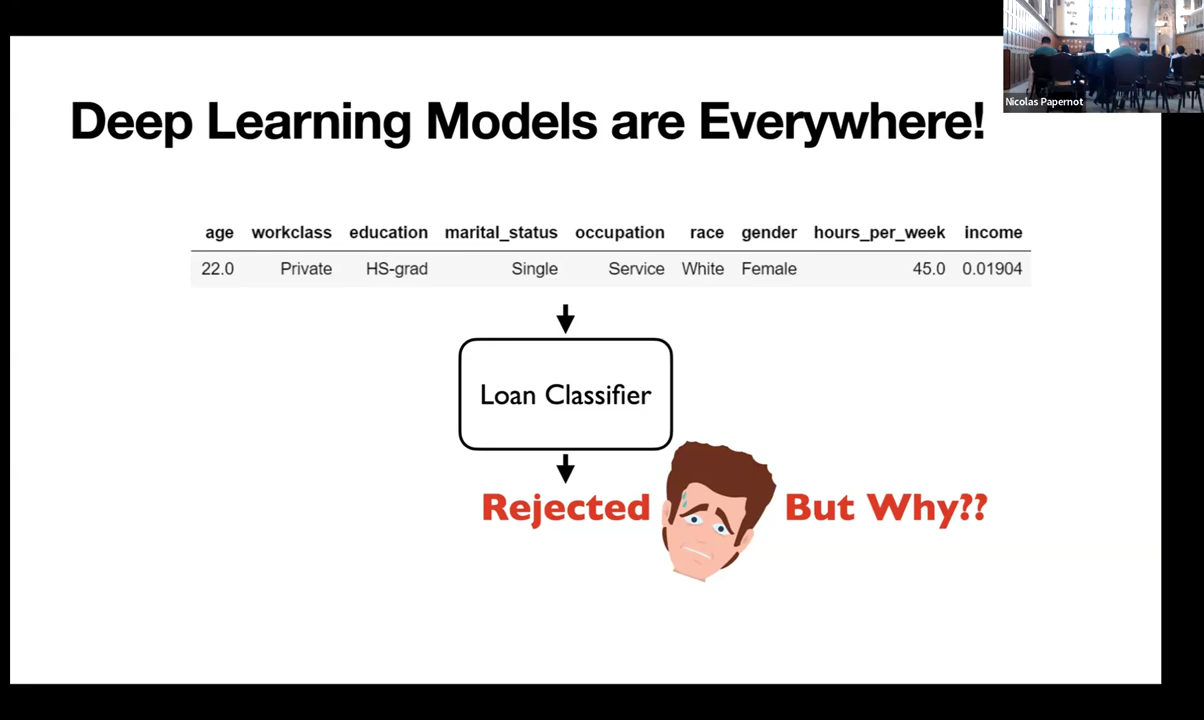 Nicolas Papernot
Deep Learning Models are Everywhere!
age workclass education marital_status occupation race gender hours_per_week income
22.0 Private HS-grad Single Service White Female 45.0 0.01904
Loan Classifier
Rejected But Why??